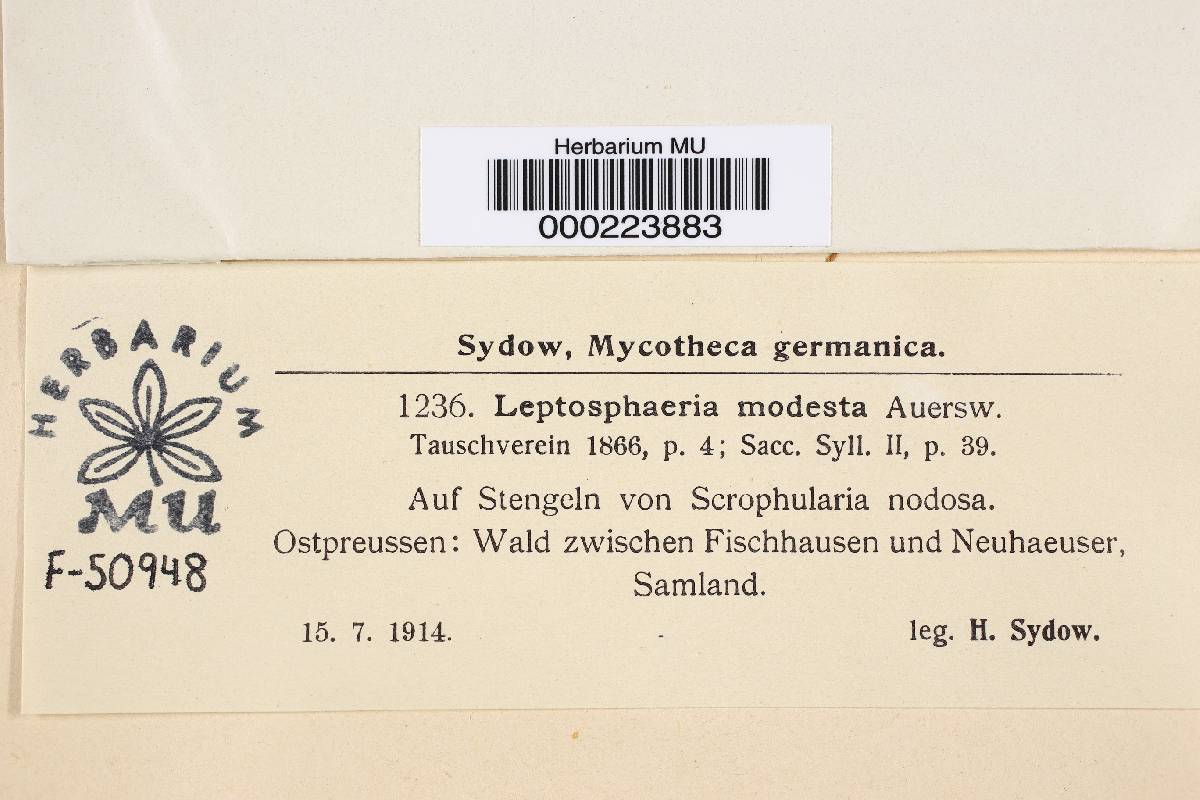 Herbarium MU
000223883
HERBARIUM
MU
F-50948
Sydow, Mycotheca germanica.
1236. Leptosphaeria modesta Auersw.
Tauschverein 1866, p. 4; Sacc. Syll. II, p. 39.
Auf Stengeln von Scrophularia nodosa.
Ostpreussen: Wald zwischen Fischhausen und Neuhaeuser,
Samland.
15. 7. 1914. leg. H. Sydow.